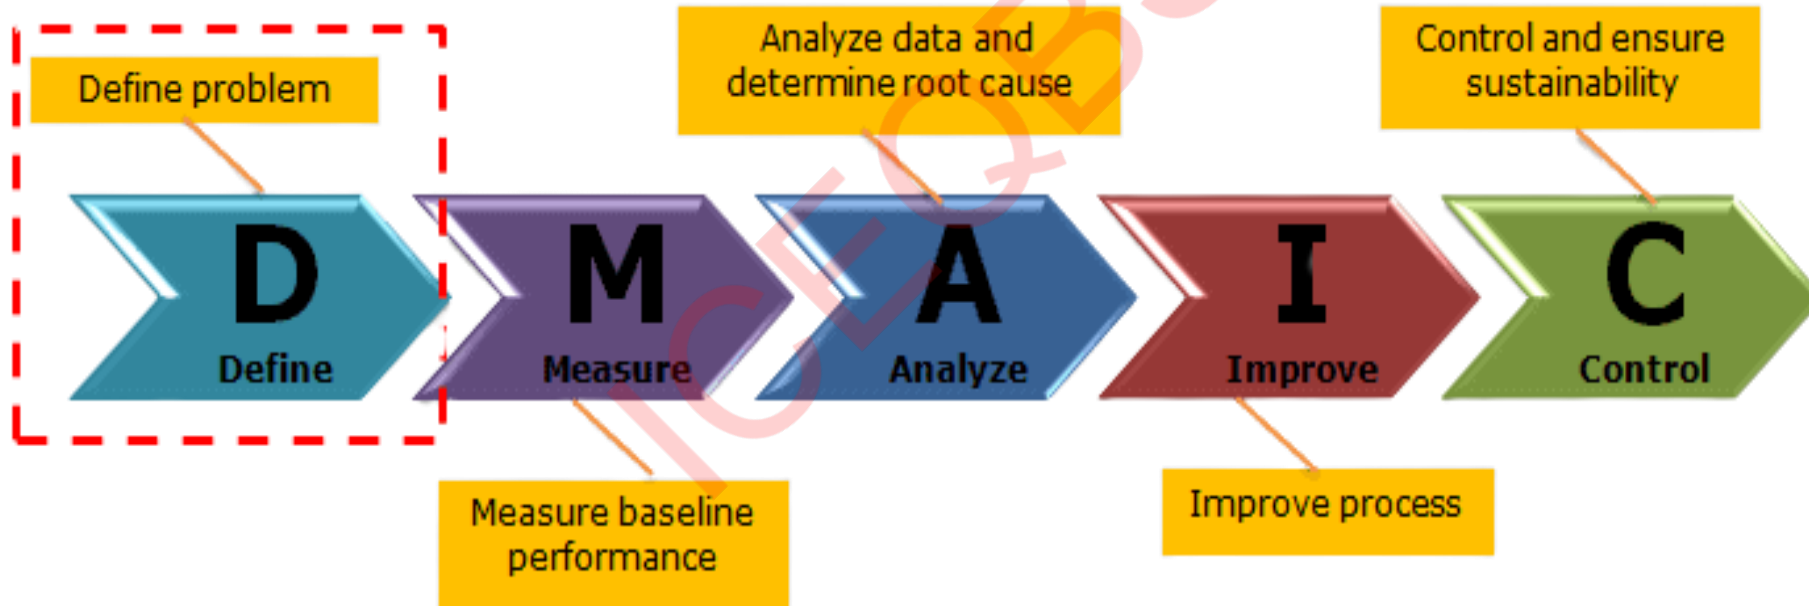 Define problem
Analyze data and
determine root cause
Control and ensure
sustainability
D
Define
M
Measure
A
Analyze
I
Improve
C
Control
Measure baseline
performance
Improve process